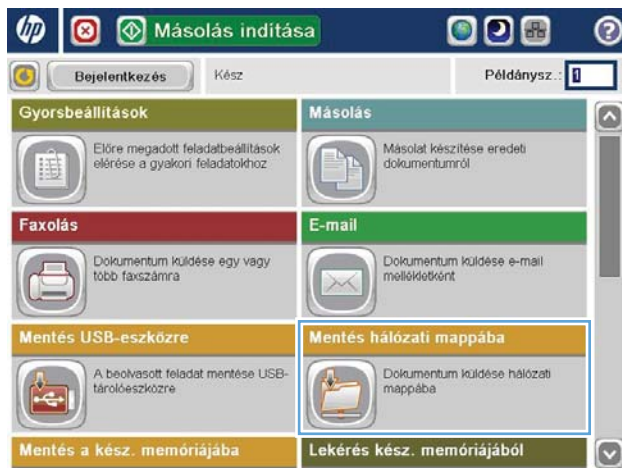 hp
Másolás indítása
?
Bejelentkezés
Kész
Példánysz.:
1
Gyorsbeállítások
Előre megadott feladatbeállítások
elérése a gyakori feladatokhoz
Másolás
Másolat készítése eredeti
dokumentumról
Faxolás
Dokumentum küldése egy vagy
több faxszámra
E-mail
Dokumentum küldése e-mail
mellékletként
Mentés USB-eszközre
A beolvasott feladat mentése USB-
tárolóeszközre
Mentés hálózati mappába
Dokumentum küldése hálózati
mappába
Mentés a kész. memóriájába
Lekérés kész. memóriájából